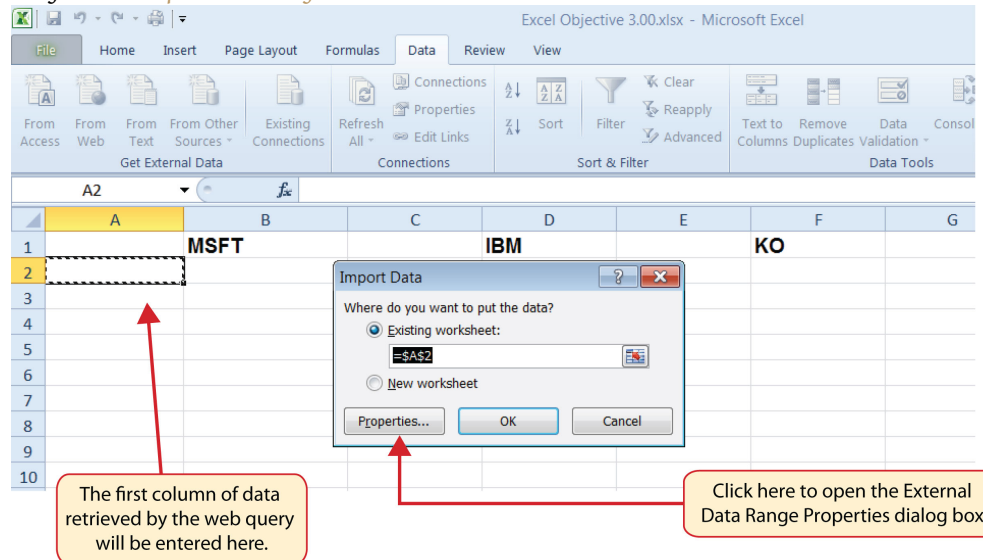 Excel Objective 3.00.xlsx - Microsoft Excel
File Home Insert Page Layout Formulas Data Review View
From Access
From Web
From Text
From Other Sources
Existing Connections
Get External Data
Refresh All
Connections
Properties
Edit Links
Connections
Sort
Filter
Clear
Reapply
Advanced
Sort & Filter
Text to Columns
Remove Duplicates
Data Validation
Consol
Data Tools
A2 fx
A B C D E F G
1 MSFT IBM KO
2
3
4
5
6
7
8
9
10
Import Data
Where do you want to put the data?
Existing worksheet:
=$A$2
New worksheet
Properties... OK Cancel
The first column of data
retrieved by the web query
will be entered here.
Click here to open the External
Data Range Properties dialog box